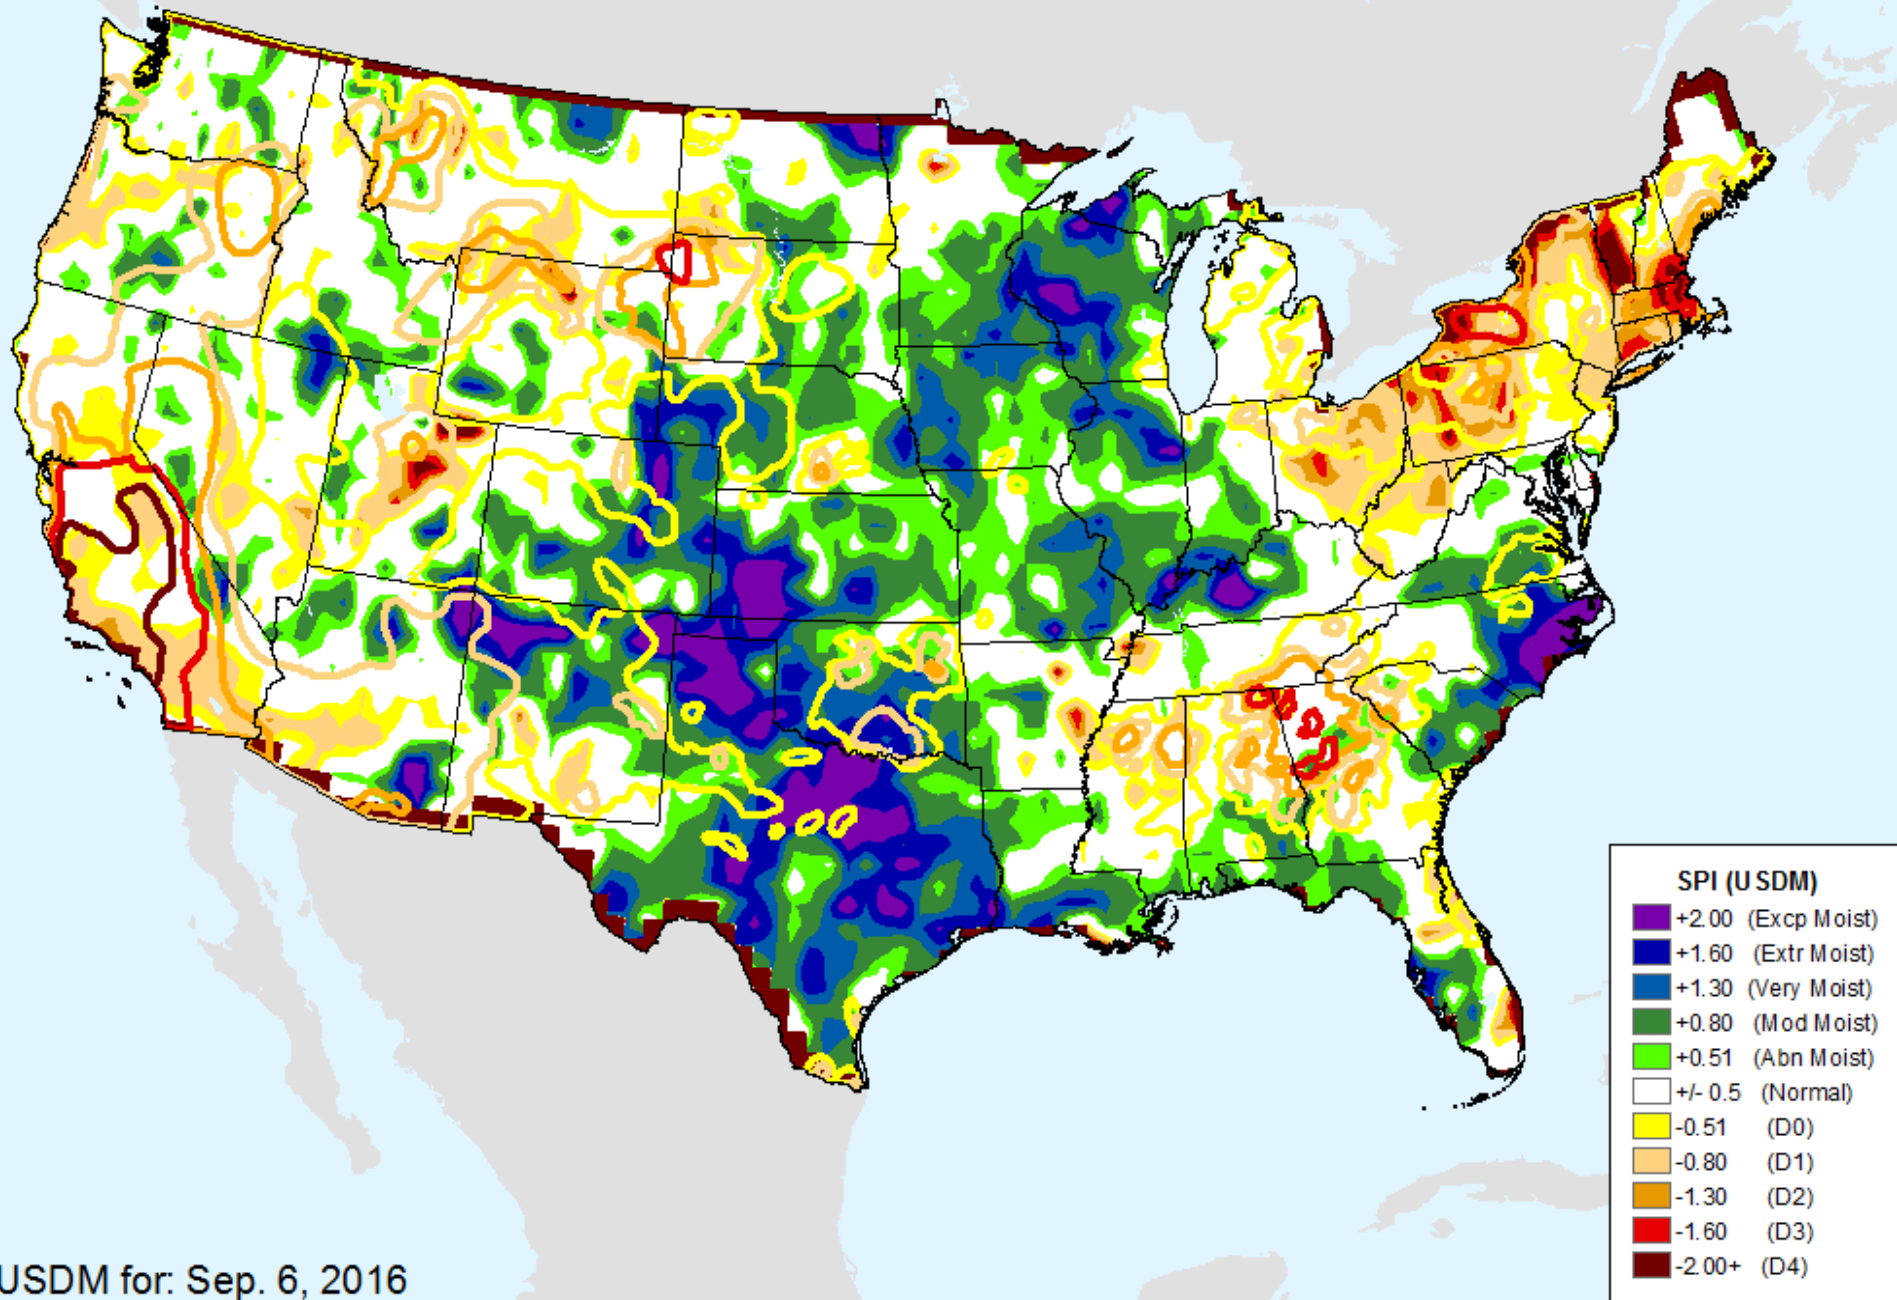 SPI (USDM)
+2.00 (Excp Moist)
+1.60 (Extr Moist)
+1.30 (Very Moist)
+0.80 (Mod Moist)
+0.51 (Abn Moist)
+/- 0.5 (Normal)
-0.51 (D0)
-0.80 (D1)
-1.30 (D2)
-1.60 (D3)
-2.00+ (D4)
USDM for: Sep. 6, 2016